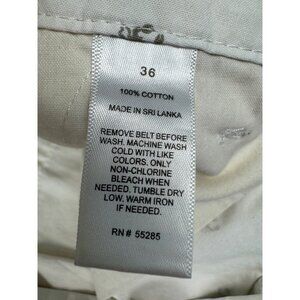 36
100% COTTON
MADE IN SRI LANKA
REMOVE BELT BEFORE
WASH. MACHINE WASH
COLD WITH LIKE
COLORS. ONLY
NON-CHLORINE
BLEACH WHEN
NEEDED. TUMBLE DRY
LOW. WARM IRON
IF NEEDED.
RN# 55285